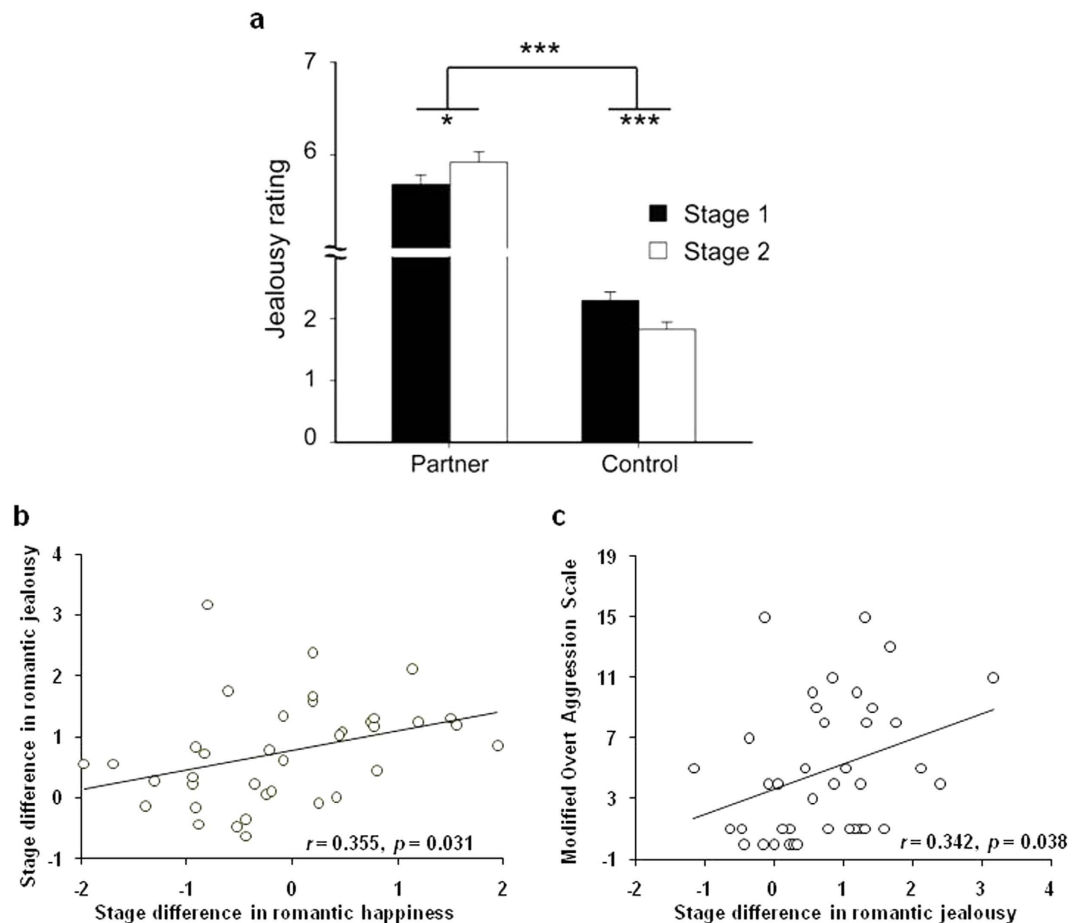 a
***
7
* ***
6
Jealousy rating
Stage 1
Stage 2
2
1
0
Partner Control
b
Stage difference in romantic jealousy
4
3
2
1
0
-1
r = 0.355, p = 0.031
-2 -1 0 1 2
Stage difference in romantic happiness
c
Modified Overt Aggression Scale
19
15
11
7
3
-1
r = 0.342, p = 0.038
-2 -1 0 1 2 3 4
Stage difference in romantic jealousy